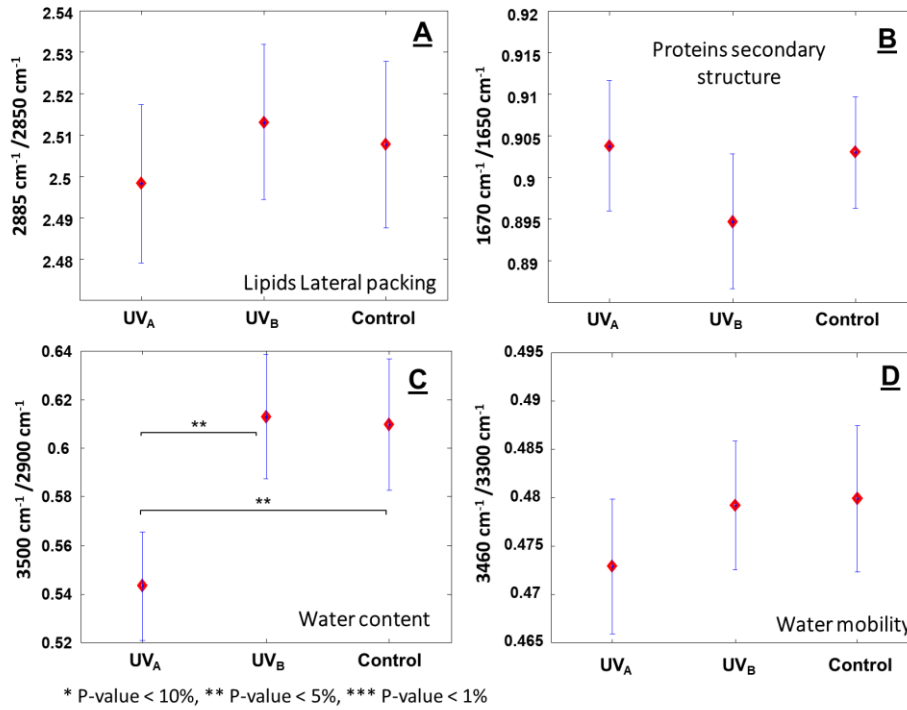 A
2885 cm⁻¹ /2850 cm⁻¹
2.54
2.53
2.52
2.51
2.5
2.49
2.48
Lipids Lateral packing
UVA UVB Control
B
Proteins secondary
structure
1670 cm⁻¹ /1650 cm⁻¹
0.92
0.915
0.91
0.905
0.9
0.895
0.89
UVA UVB Control
C
3500 cm⁻¹ /2900 cm⁻¹
0.64
0.62
0.6
0.58
0.56
0.54
0.52
**
**
Water content
UVA UVB Control
D
3460 cm⁻¹/3300 cm⁻¹
0.495
0.49
0.485
0.48
0.475
0.47
0.465
Water mobility
UVA UVB Control
* P-value < 10%, ** P-value < 5%, *** P-value < 1%